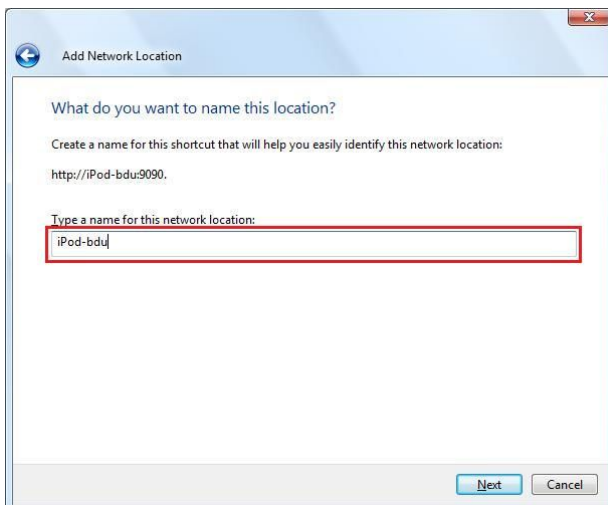 Add Network Location
What do you want to name this location?
Create a name for this shortcut that will help you easily identify this network location:
http://iPod-bdu:9090.
Type a name for this network location:
iPod-bdu
Next Cancel